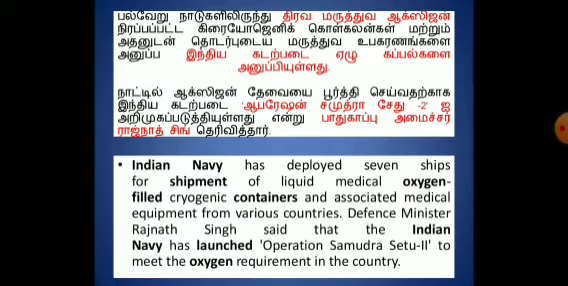 பல்வேறு நாடுகளிலிருந்து திரவ மருத்துவ ஆக்ஸிஜன்
நிரப்பப்பட்ட கிரையோஜெனிக் கொள்கலன்கள் மற்றும்
அதனுடன் தொடர்புடைய மருத்துவ உபகரணங்களை
அனுப்ப இந்திய கடற்படை ஏழு கப்பல்களை
அனுப்பியுள்ளது.
நாட்டில் ஆக்ஸிஜன் தேவையை பூர்த்தி செய்வதற்காக
இந்திய கடற்படை 'ஆபரேஷன் சமுத்ரா சேது -2' ஐ
அறிமுகப்படுத்தியுள்ளது என்று பாதுகாப்பு அமைச்சர்
ராஜ்நாத் சிங் தெரிவித்தார்.
• Indian Navy has deployed seven ships
for shipment of liquid medical oxygen-
filled cryogenic containers and associated medical
equipment from various countries. Defence Minister
Rajnath Singh said that the Indian
Navy has launched 'Operation Samudra Setu-II' to
meet the oxygen requirement in the country.